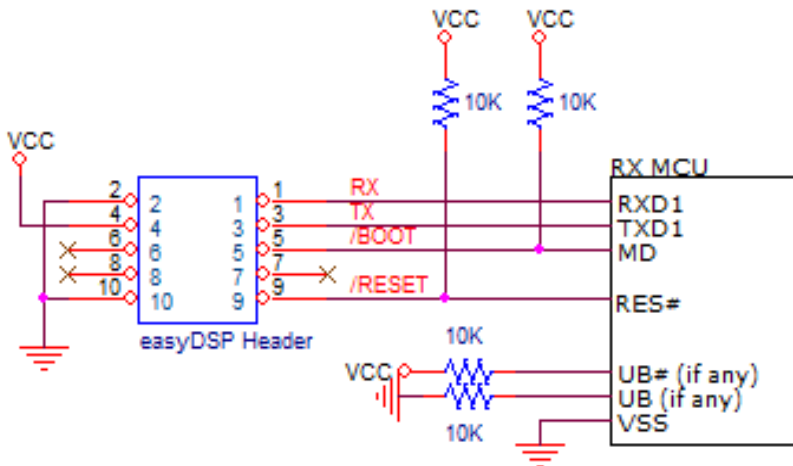 VCC VCC
10K 10K
VCC
RX MCU
2 2 1 1 RX RXD1
4 4 3 3 TX TXD1
6 6 5 5 /BOOT MD
8 8 7 7
10 10 9 9 /RESET RES#
easyDSP Header
10K
VCC UB# (if any)
UB (if any)
10K VSS